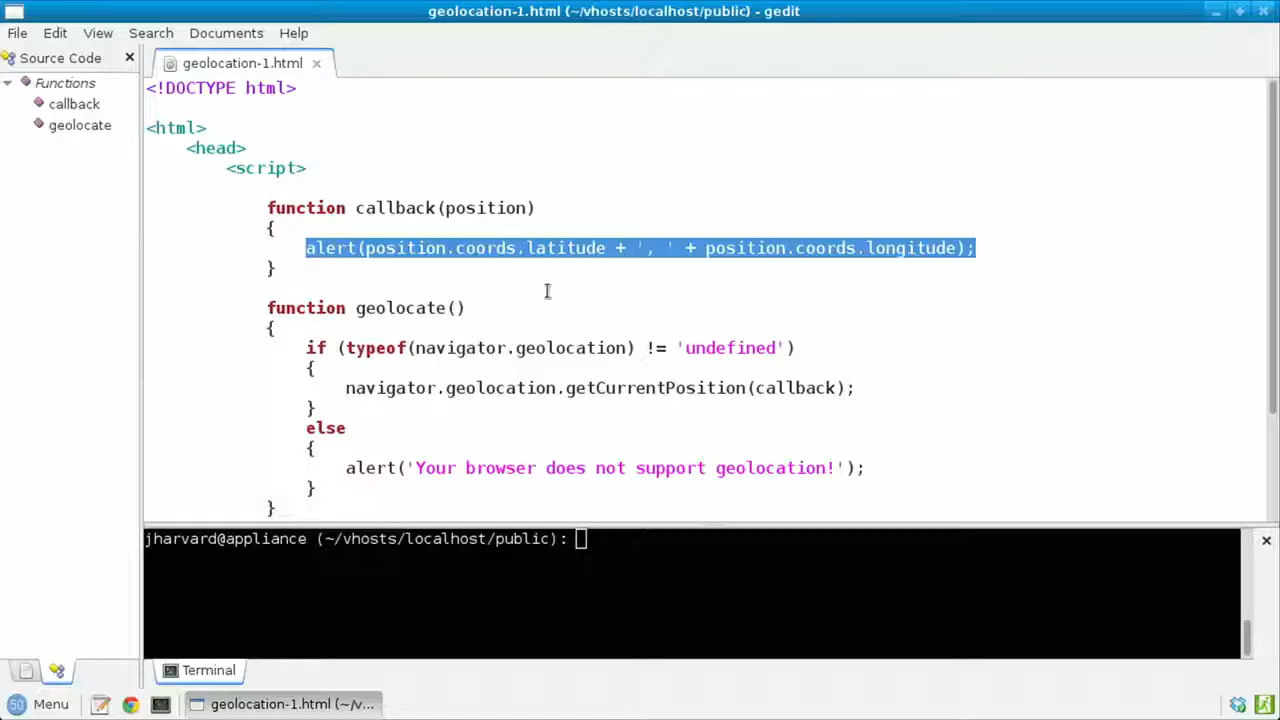 geolocation-1.html (~/vhosts/localhost/public) - gedit
File Edit View Search Documents Help
Source Code
geolocation-1.html
Functions
callback
geolocate
<!DOCTYPE html>
<html>
<head>
<script>
function callback(position)
{
alert(position.coords.latitude + ', ' + position.coords.longitude);
}
function geolocate()
{
if (typeof(navigator.geolocation) != 'undefined')
{
navigator.geolocation.getCurrentPosition(callback);
}
else
{
alert('Your browser does not support geolocation!');
}
}
jharvard@appliance (~/vhosts/localhost/public):
Terminal
50 Menu
geolocation-1.html (~/v...